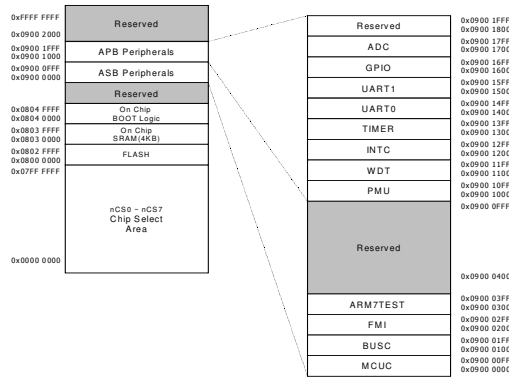 0xFFFF FFFF
Reserved
0x0900 2000
0x0900 1FFF
APB Peripherals
0x0900 1000
0x0900 0FFF
ASB Peripherals
0x0900 0000
Reserved
0x0804 FFFF
On Chip
BOOT Logic
0x0804 0000
0x0803 FFFF
On Chip
SRAM(4KB)
0x0803 0000
0x0802 FFFF
FLASH
0x0800 0000
0x07FF FFFF
nCS0 ~ nCS7
Chip Select
Area
0x0000 0000
Reserved
0x0900 1FFF
0x0900 1800
ADC
0x0900 17FF
0x0900 1700
GPIO
0x0900 16FF
0x0900 1600
UART1
0x0900 15FF
0x0900 1500
UART0
0x0900 14FF
0x0900 1400
TIMER
0x0900 13FF
0x0900 1300
INTC
0x0900 12FF
0x0900 1200
WDT
0x0900 11FF
0x0900 1100
PMU
0x0900 10FF
0x0900 1000
0x0900 0FFF
Reserved
0x0900 0400
ARM7TEST
0x0900 03FF
0x0900 0300
FMI
0x0900 02FF
0x0900 0200
BUSC
0x0900 01FF
0x0900 0100
MCUC
0x0900 00FF
0x0900 0000